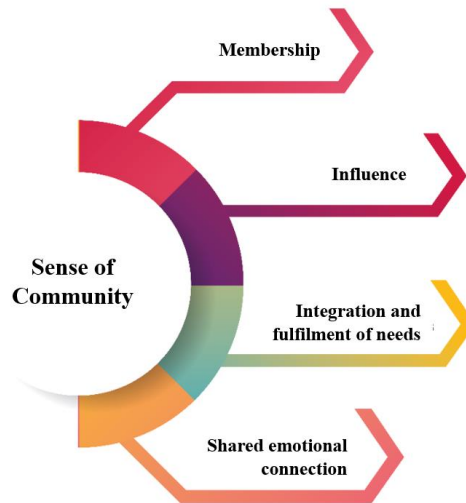 Membership
Influence
Sense of
Community
Integration and
fulfilment of needs
Shared emotional
connection